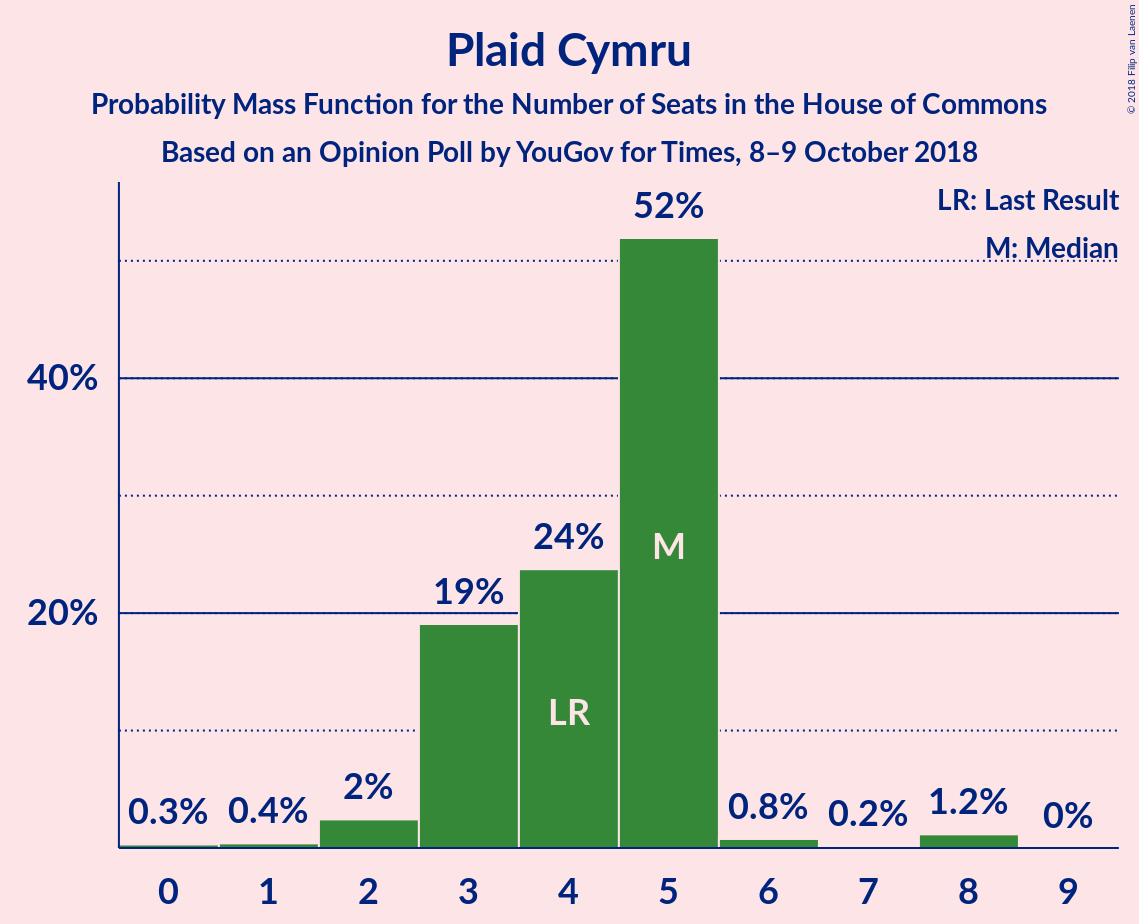 Plaid Cymru
Probability Mass Function for the Number of Seats in the House of Commons
Based on an Opinion Poll by YouGov for Times, 8–9 October 2018
© 2018 Filip van Laenen
LR: Last Result
M: Median
52%
40%
24%
19%
20%
M
LR
0.3%
0.4%
2%
0.8%
0.2%
1.2%
0%
0 1 2 3 4 5 6 7 8 9